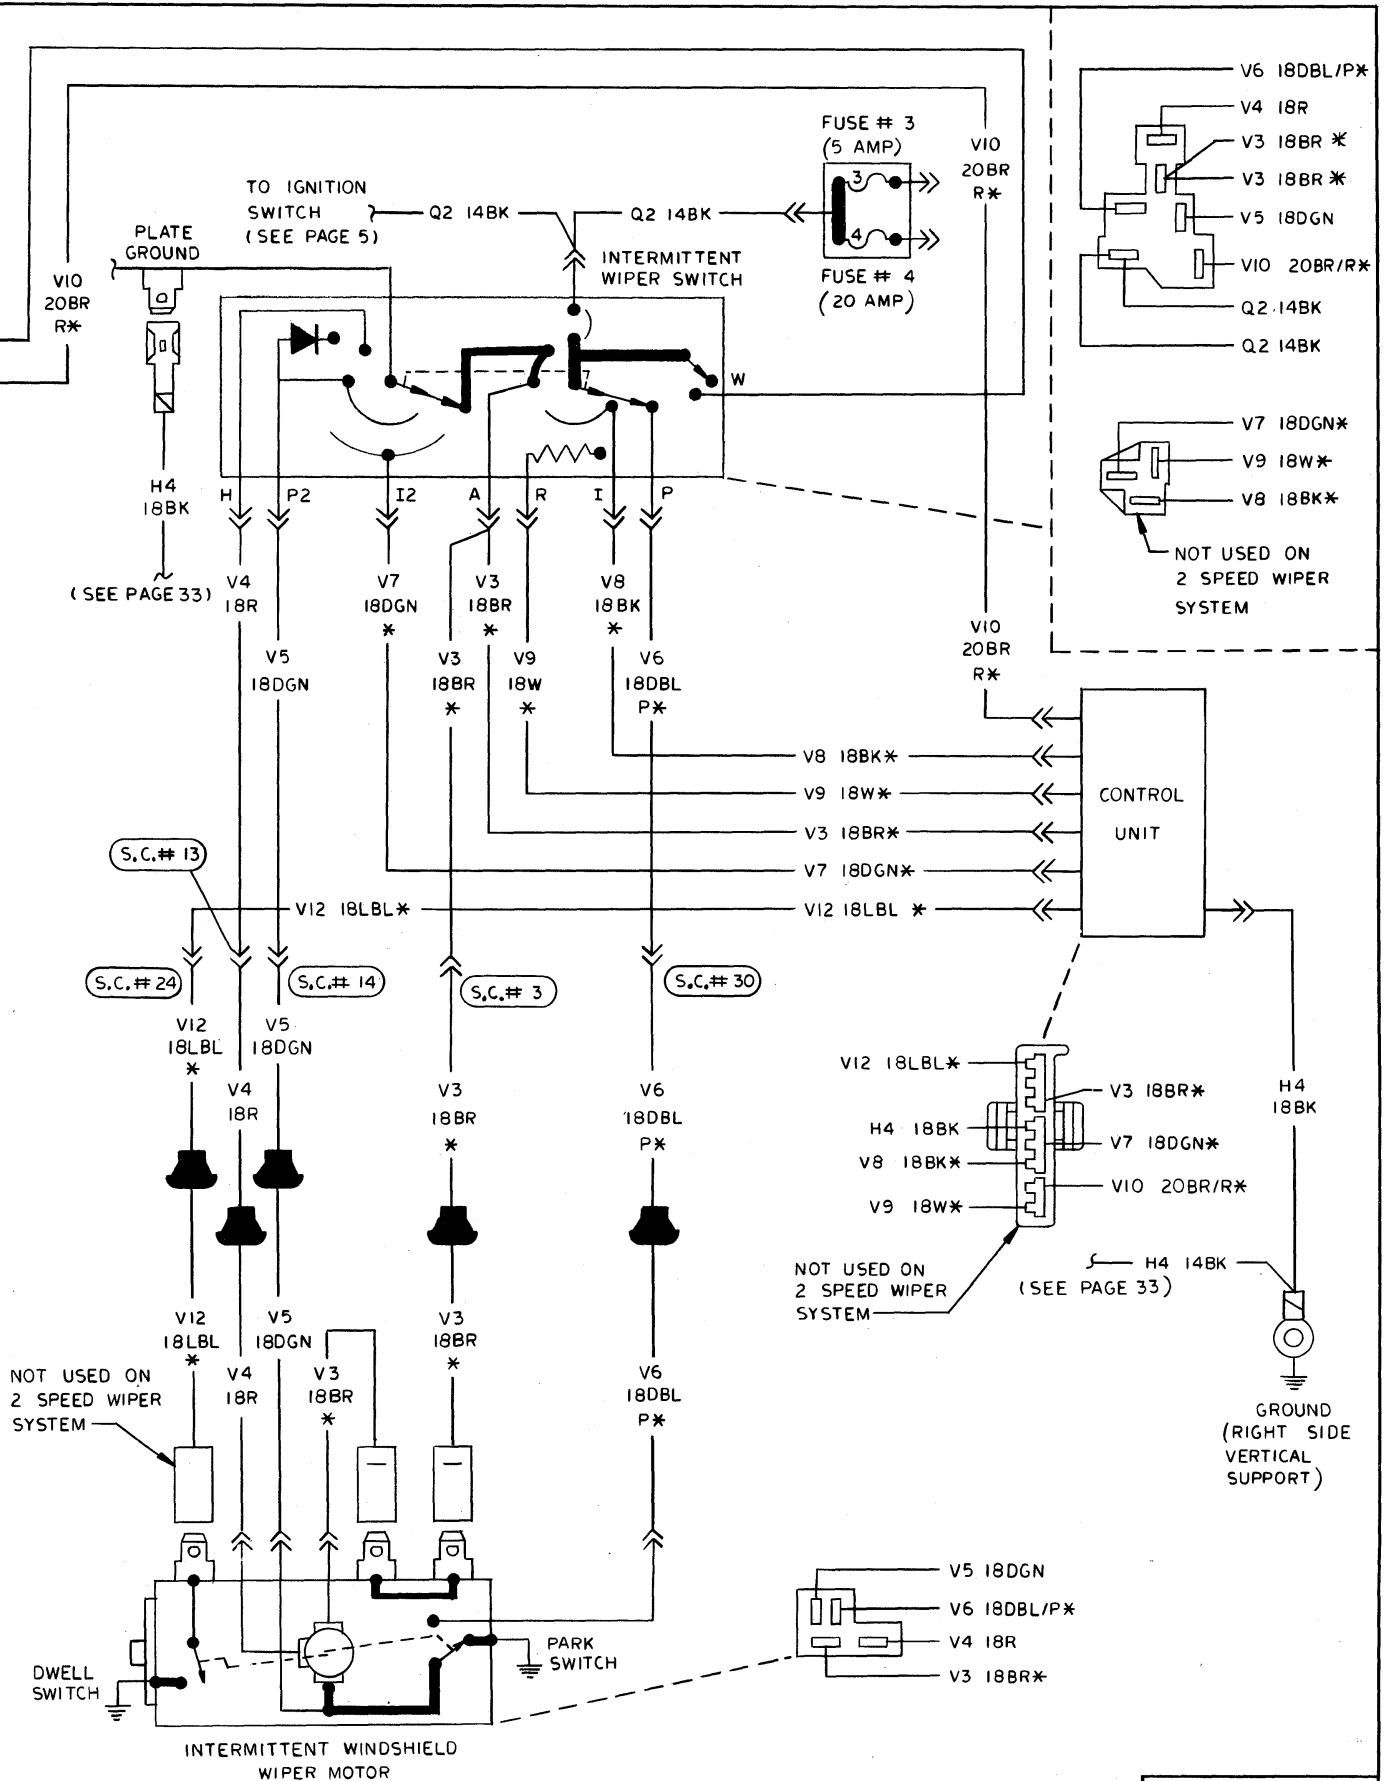 V6 18DBL/P*
V4 18R
V3 18BR *
V3 18BR *
V5 18DGN
V10 20BR/R*
Q2 14BK
Q2 14BK
V7 18DGN*
V9 18W*
V8 18BK*
NOT USED ON
2 SPEED WIPER
SYSTEM
FUSE # 3
(5 AMP)
3
4
FUSE # 4
(20 AMP)
V10
20BR
R*
TO IGNITION
SWITCH
(SEE PAGE 5)
Q2 14BK
Q2 14BK
PLATE
GROUND
INTERMITTENT
WIPER SWITCH
V10
20BR
R*
W
H
P2
I2
A
R
I
P
H4
18BK
(SEE PAGE 33)
V4
18R
V7
18DGN
*
V3
18BR
*
V8
18BK
*
V10
20BR
R*
V5
18DGN
V3
18BR
*
V9
18W
*
V6
18DBL
P*
V8 18BK*
V9 18W*
V3 18BR*
V7 18DGN*
V12 18LBL*
V12 18LBL *
CONTROL
UNIT
S.C.# 13
S.C.# 24
S.C.# 14
S.C.# 3
S.C.# 30
V12
18LBL
*
V5
18DGN
V4
18R
V3
18BR
*
V6
18DBL
P*
V12 18LBL*
V3 18BR*
H4 18BK
V7 18DGN*
V8 18BK*
V10 20BR/R*
V9 18W*
H4
18BK
NOT USED ON
2 SPEED WIPER
SYSTEM
H4 14BK
(SEE PAGE 33)
V12
18LBL
*
V5
18DGN
V3
18BR
*
NOT USED ON
2 SPEED WIPER
SYSTEM
V4
18R
V3
18BR
*
V6
18DBL
P*
GROUND
(RIGHT SIDE
VERTICAL
SUPPORT)
DWELL
SWITCH
PARK
SWITCH
V5 18DGN
V6 18DBL/P*
V4 18R
V3 18BR*
INTERMITTENT WINDSHIELD
WIPER MOTOR